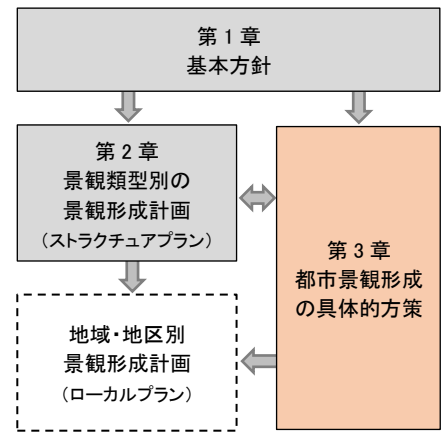 第１章
基本方針
第２章
景観類型別の
景観形成計画
（ストラクチュアプラン）
第３章
都市景観形成
の具体的方策
地域・地区別
景観形成計画
（ローカルプラン）